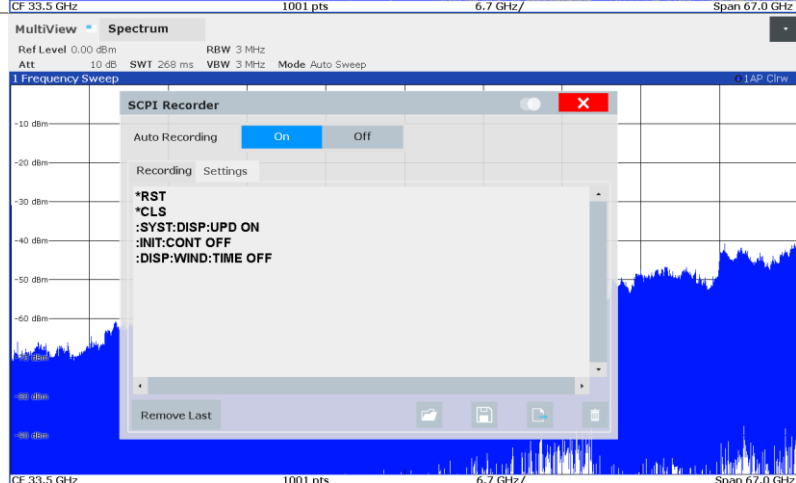 CF 33.5 GHz 1001 pts 6.7 GHz/ Span 67.0 GHz
MultiView Spectrum
Ref Level 0.00 dBm RBW 3 MHz
Att 10 dB SWT 268 ms VBW 3 MHz Mode Auto Sweep
1 Frequency Sweep 1AP Clrw
SCPI Recorder
-10 dBm
Auto Recording On Off
-20 dBm
Recording Settings
*RST
-30 dBm
*CLS
:SYST:DISP:UPD ON
-40 dBm
:INIT:CONT OFF
:DISP:WIND:TIME OFF
-50 dBm
-60 dBm
Remove Last
CF 33.5 GHz 1001 pts 6.7 GHz/ Span 67.0 GHz